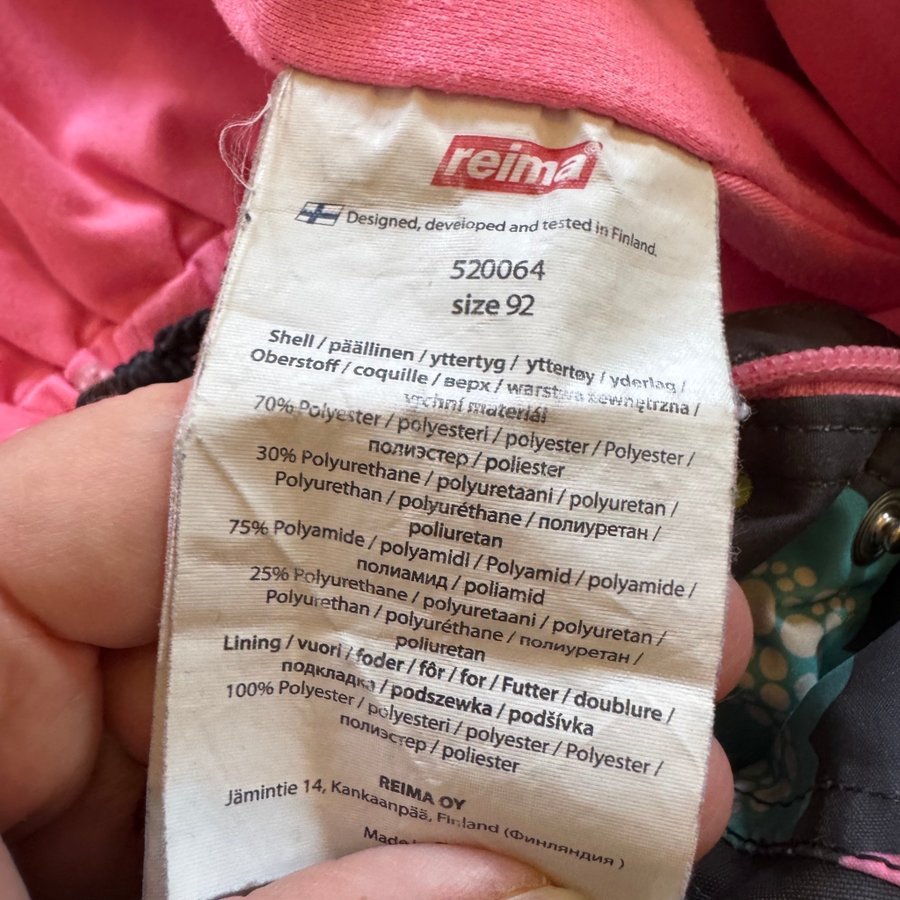 reima
Designed, developed and tested in Finland.
520064
size 92
Shell / päällinen / yttertyg / yttertøy / yderlag /
Oberstoff / coquille / верх / warstwa zewnętrzna /
vrchní materiál
70% Polyester / polyesteri / polyester / Polyester /
полиэстер / poliester
30% Polyurethane / polyuretaani / polyuretan /
Polyurethan / polyuréthane / полиуретан /
poliuretan
75% Polyamide / polyamidi / Polyamid / polyamide /
полиамид / poliamid
25% Polyurethane / polyuretaani / polyuretan /
Polyurethan / polyuréthane / полиуретан /
poliuretan
Lining / vuori / foder / fôr / for / Futter / doublure /
подкладка / podszewka / podšívka
100% Polyester / polyesteri / polyester / Polyester /
полиэстер / poliester
REIMA OY
Jämintie 14, Kankaanpää, Finland (Финляндия )
Made